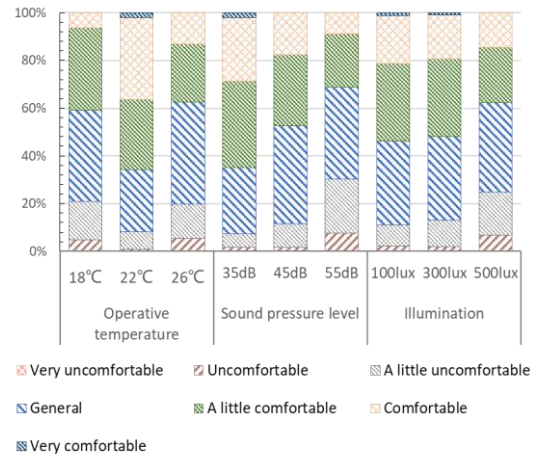 100%
80%
60%
40%
20%
0%
18℃ 22℃ 26℃ 35dB 45dB 55dB 100lux 300lux 500lux
Operative Sound pressure level Illumination
temperature
Very uncomfortable Uncomfortable A little uncomfortable
General A little comfortable Comfortable
Very comfortable